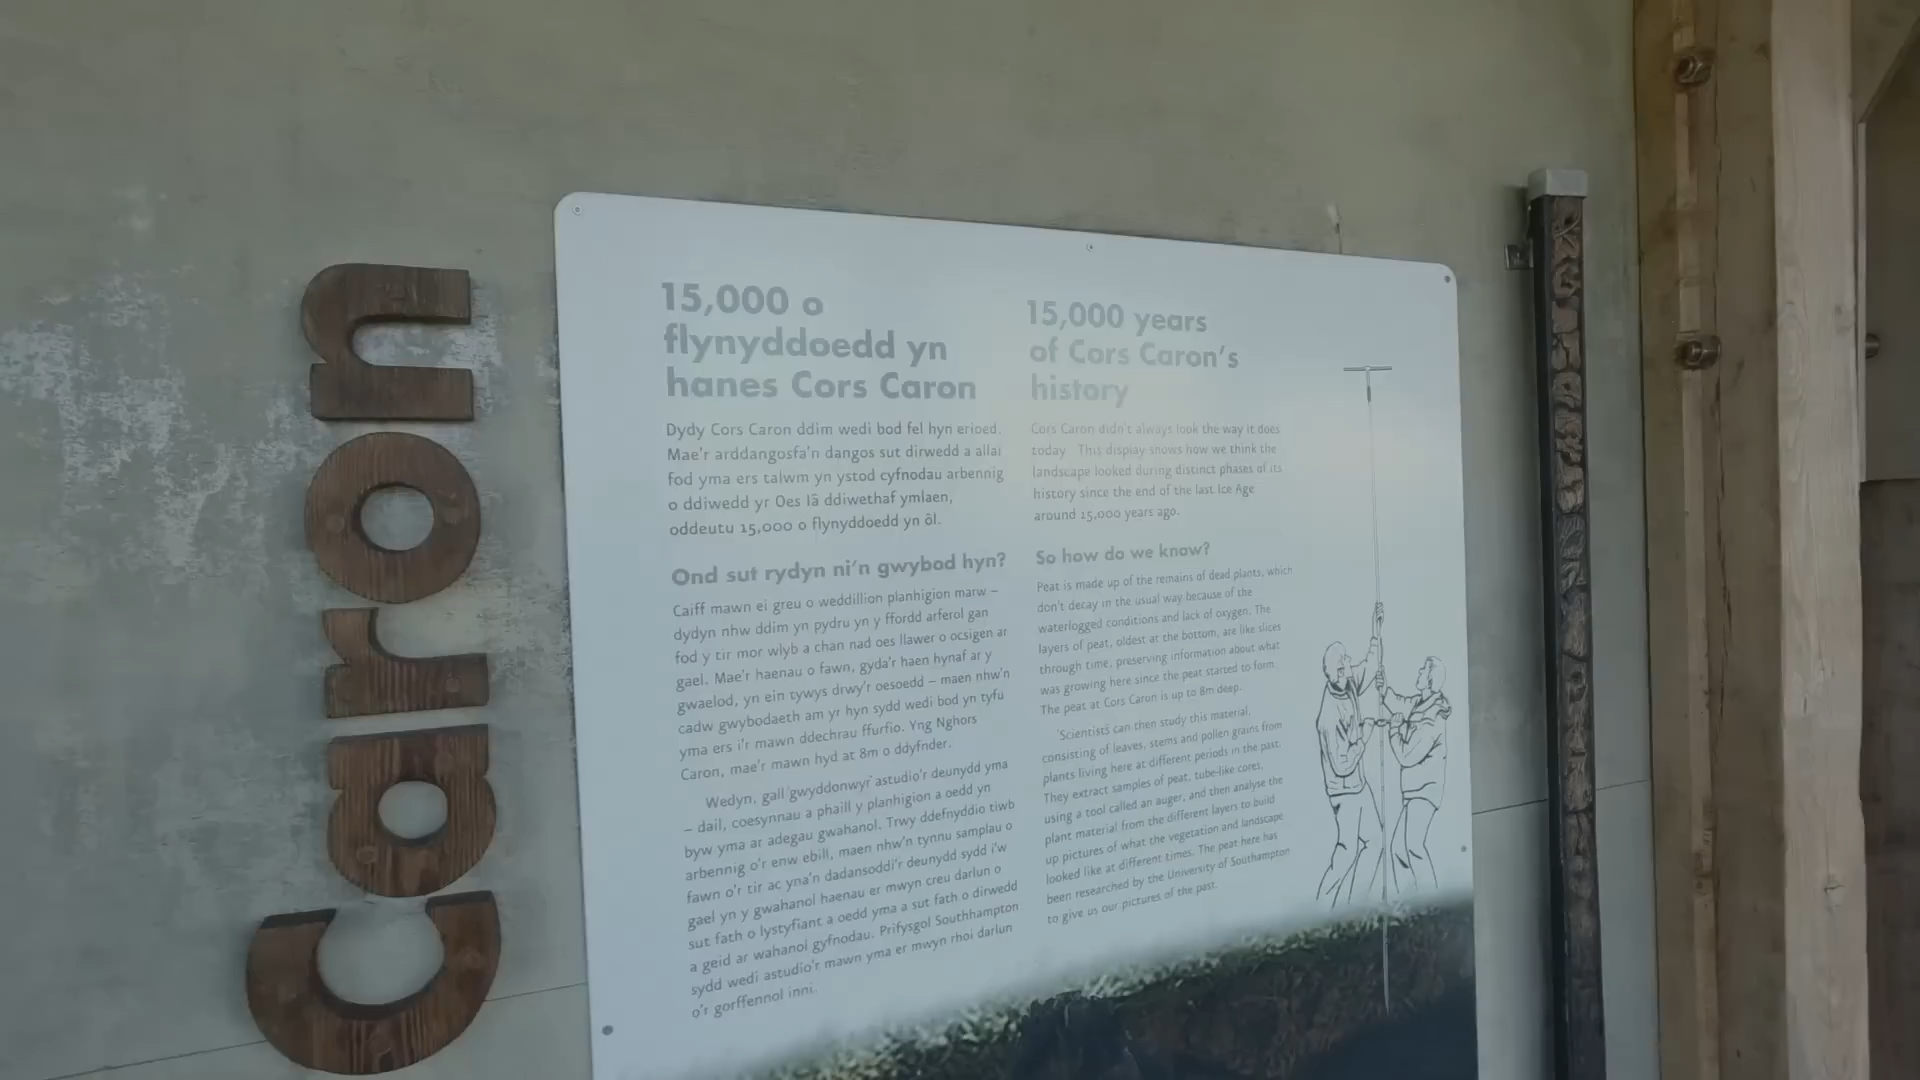 caron
15,000 o
flynyddoedd yn
hanes Cors Caron
Dydy Cors Caron ddim wedi bod fel hyn erioed.
Mae'r arddangosfa'n dangos sut dirwedd a allai
fod yma ers talwm yn ystod cyfnodau arbennig
o ddiwedd yr Oes Iâ ddiwethaf ymlaen,
oddeutu 15,000 o flynyddoedd yn ôl.
Ond sut rydyn ni'n gwybod hyn?
Caiff mawn ei greu o weddillion planhigion marw –
dydyn nhw ddim yn pydru yn y ffordd arferol gan
fod y tir mor wlyb a chan nad oes llawer o ocsigen ar
gael. Mae'r haenau o fawn, gyda'r haen hynaf ar y
gwaelod, yn ein tywys drwy'r oesoedd – maen nhw'n
cadw gwybodaeth am yr hyn sydd wedi bod yn tyfu
yma ers i'r mawn ddechrau ffurfio. Yng Nghors
Caron, mae'r mawn hyd at 8m o ddyfnder.
Wedyn, gall gwyddonwyr astudio'r deunydd yma
– dail, coesynnau a phaill y planhigion a oedd yn
byw yma ar adegau gwahanol. Trwy ddefnyddio tiwb
arbennig o'r enw ebill, maen nhw'n tynnu samplau o
fawn o'r tir ac yna'n dadansoddi'r deunydd sydd i'w
gael yn y gwahanol haenau er mwyn creu darlun o
sut fath o lystyfiant a oedd yma a sut fath o dirwedd
a geid ar wahanol gyfnodau. Prifysgol Southhampton
sydd wedi astudio'r mawn yma er mwyn rhoi darlun
o'r gorffennol inni.
15,000 years
of Cors Caron's
history
Cors Caron didn't always look the way it does
today This display shows how we think the
landscape looked during distinct phases of its
history since the end of the last Ice Age
around 15,000 years ago.
So how do we know?
Peat is made up of the remains of dead plants, which
don't decay in the usual way because of the
waterlogged conditions and lack of oxygen. The
layers of peat, oldest at the bottom, are like slices
through time, preserving information about what
was growing here since the peat started to form.
The peat at Cors Caron is up to 8m deep.
Scientists can then study this material,
consisting of leaves, stems and pollen grains from
plants living here at different periods in the past.
They extract samples of peat, tube-like cores,
using a tool called an auger, and then analyse the
plant material from the different layers to build
up pictures of what the vegetation and landscape
looked like at different times. The peat here has
been researched by the University of Southampton
to give us our pictures of the past.